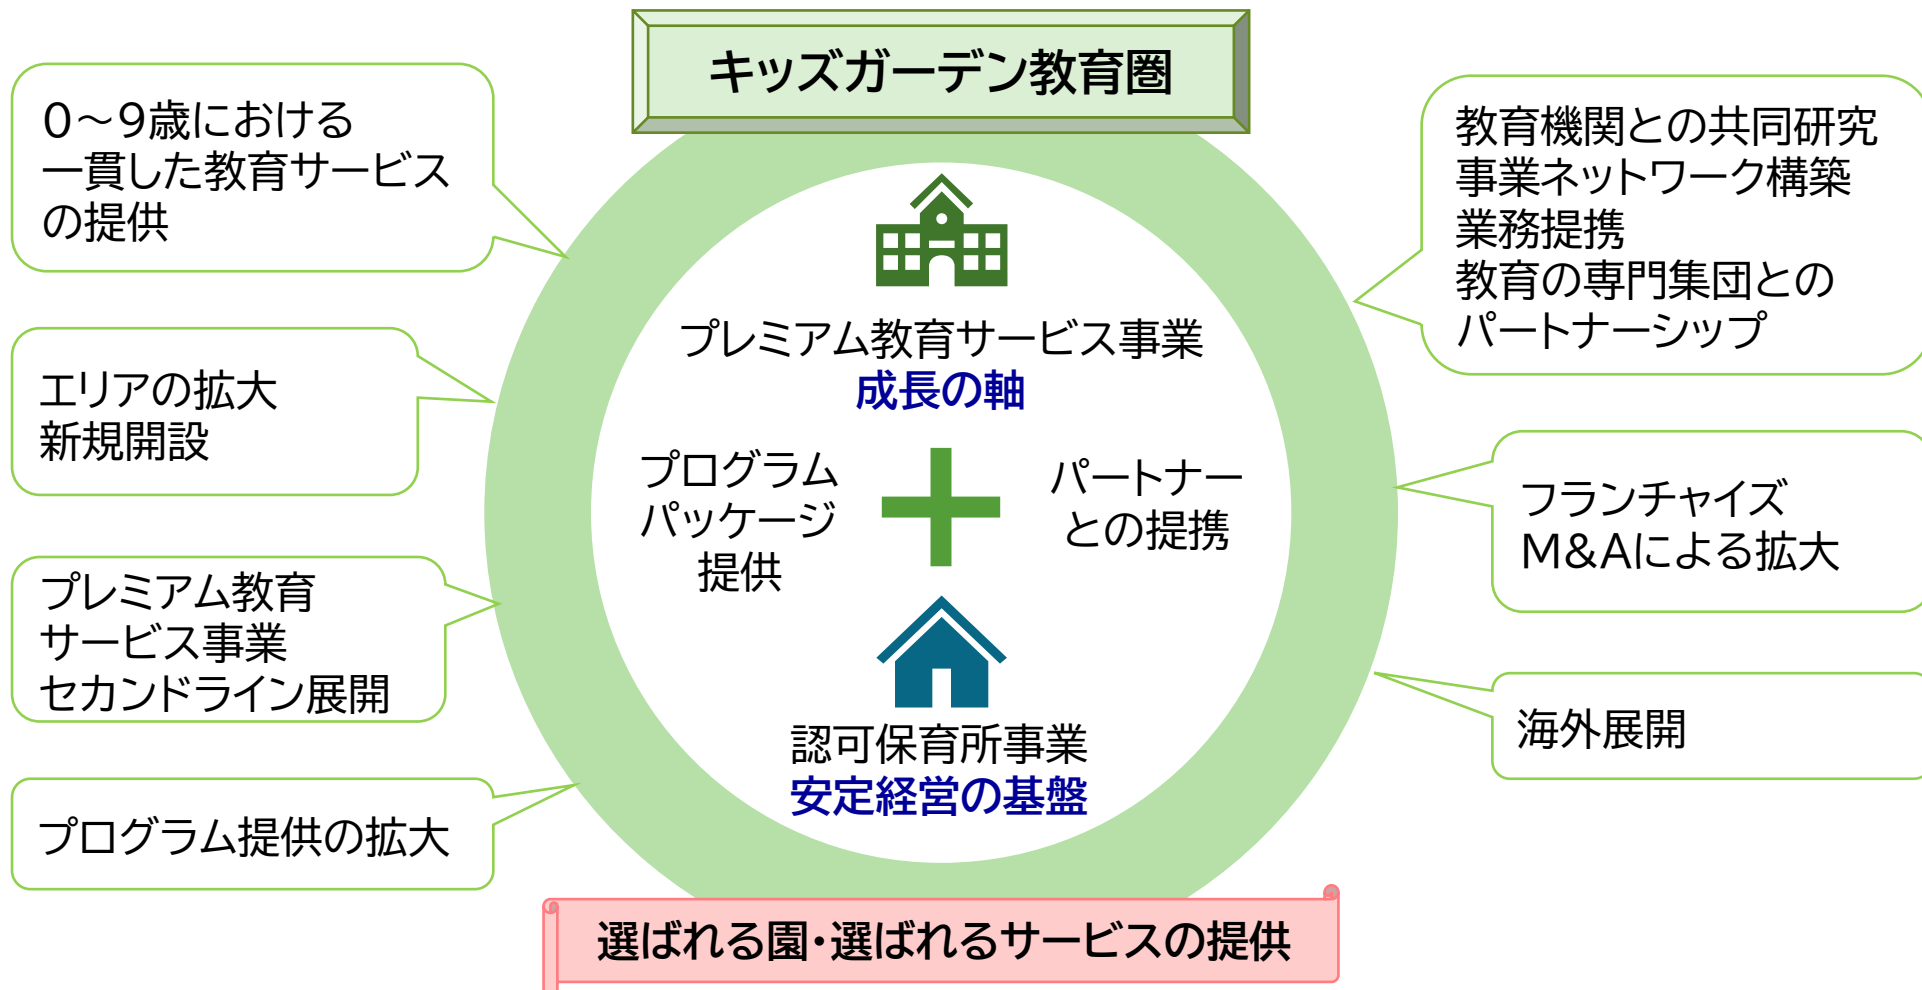 キッズガーデン教育圏
0～9歳における
一貫した教育サービス
の提供
エリアの拡大
新規開設
プレミアム教育
サービス事業
セカンドライン展開
プログラム提供の拡大
プレミアム教育サービス事業
成長の軸
プログラム
パッケージ
提供
パートナー
との提携
認可保育所事業
安定経営の基盤
教育機関との共同研究
事業ネットワーク構築
業務提携
教育の専門集団との
パートナーシップ
フランチャイズ
M&Aによる拡大
海外展開
選ばれる園・選ばれるサービスの提供